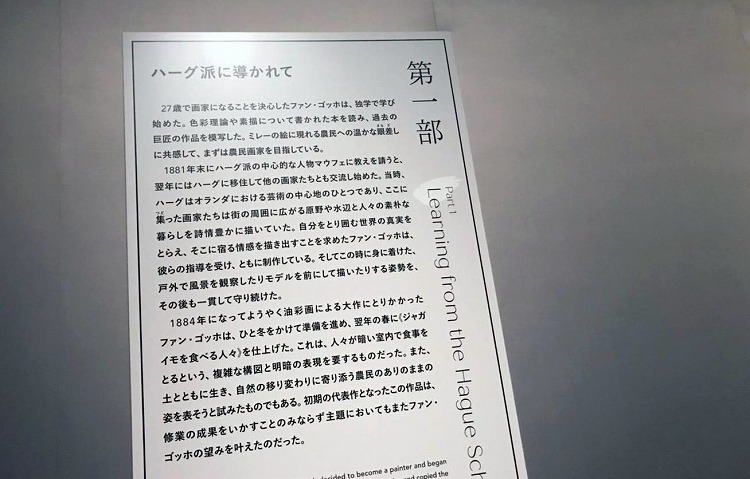 第一部
Part 1
Learning from the Hague Sch
ハーグ派に導かれて
27歳で画家になることを決心したファン・ゴッホは、独学で学び
始めた。色彩理論や素描について書かれた本を読み、過去の
巨匠の作品を模写した。ミレーの絵に現れる農民への温かな眼差し
に共感して、まずは農民画家を目指している。
1881年末にハーグ派の中心的な人物マウフェに教えを請うと、
翌年にはハーグに移住して他の画家たちとも交流し始めた。当時、
ハーグはオランダにおける芸術の中心地のひとつであり、ここに
集った画家たちは街の周囲に広がる原野や水辺と人々の素朴な
暮らしを詩情豊かに描いていた。自分をとり囲む世界の真実を
とらえ、そこに宿る情感を描き出すことを求めたファン・ゴッホは、
彼らの指導を受け、ともに制作している。そしてこの時に身に着けた、
戸外で風景を観察したりモデルを前にして描いたりする姿勢を、
その後も一貫して守り続けた。
1884年になってようやく油彩画による大作にとりかかった
ファン・ゴッホは、ひと冬をかけて準備を進め、翌年の春に《ジャガ
イモを食べる人々》を仕上げた。これは、人々が暗い室内で食事を
とるという、複雑な構図と明暗の表現を要するものだった。また、
土とともに生き、自然の移り変わりに寄り添う農民のありのままの
姿を表そうと試みたものでもある。初期の代表作となったこの作品は、
修業の成果をいかすことのみならず主題においてもまたファン・
ゴッホの望みを叶えたのだった。
decided to become a painter and began
and copied the